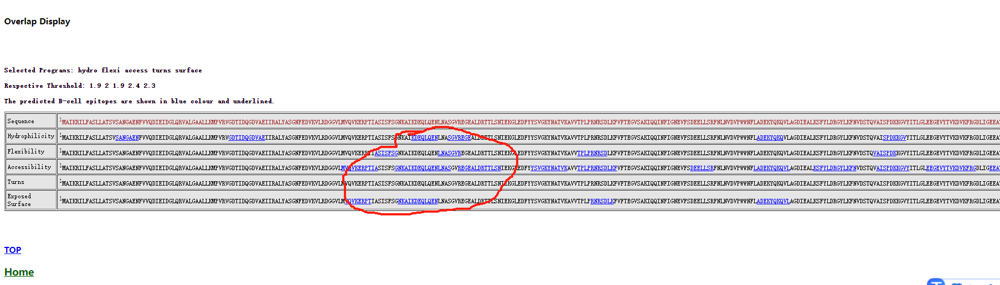 Overlap Display
Selected Programs: hydro flexi access turns surface
Respective Threshold: 1.9 2 1.9 2.4 2.3
The predicted B-cell epitopes are shown in blue colour and underlined.
Sequence 1MAIKRILFASLLATSVSANGAENFVVQDIEIDGLQRVALGAALLKMPVRVGDTIDQGDVAEIIRALYASGNFEDVKVLRDGGVLMVQVKERPTIASISFSGNKAIKDEQLQENLNASGVREGEALDRTTLSNIEKGLEDFYYSVGKYNATVKAVVTPLPRNRSDLKFVFTEGVSAKIQQINFIGNEVFSDEELLSRFNLNVDVPWWNFLADEKYQKQVLAGDIEALKSFYLDRGYLKFNVDSTQVAISPDKKGVYITLGLEEGEVYTVKDVKFRGDLIGEEA
Hydrophilicity 1MAIKRILFASLLATSVSANGAENFVVQDIEIDGLQRVALGAALLKMPVRVGDTIDQGDVAEIIRALYASGNFEDVKVLRDGGVLMVQVKERPTIASISFSGNKAIKDEQLQENLNASGVREGEALDRTTLSNIEKGLEDFYYSVGKYNATVKAVVTPLPRNRSDLKFVFTEGVSAKIQQINFIGNEVFSDEELLSRFNLNVDVPWWNFLADEKYQKQVLAGDIEALKSFYLDRGYLKFNVDSTQVAISPDKKGVYITLGLEEGEVYTVKDVKFRGDLIGEEA
Flexibility 1MAIKRILFASLLATSVSANGAENFVVQDIEIDGLQRVALGAALLKMPVRVGDTIDQGDVAEIIRALYASGNFEDVKVLRDGGVLMVQVKERPTIASISFSGNKAIKDEQLQENLNASGVREGEALDRTTLSNIEKGLEDFYYSVGKYNATVKAVVTPLPRNRSDLKFVFTEGVSAKIQQINFIGNEVFSDEELLSRFNLNVDVPWWNFLADEKYQKQVLAGDIEALKSFYLDRGYLKFNVDSTQVAISPDKKGVYITLGLEEGEVYTVKDVKFRGDLIGEEA
Accessibility 1MAIKRILFASLLATSVSANGAENFVVQDIEIDGLQRVALGAALLKMPVRVGDTIDQGDVAEIIRALYASGNFEDVKVLRDGGVLMVQVKERPTIASISFSGNKAIKDEQLQENLNASGVREGEALDRTTLSNIEKGLEDFYYSVGKYNATVKAVVTPLPRNRSDLKFVFTEGVSAKIQQINFIGNEVFSDEELLSRFNLNVDVPWWNFLADEKYQKQVLAGDIEALKSFYLDRGYLKFNVDSTQVAISPDKKGVYITLGLEEGEVYTVKDVKFRGDLIGEEA
Turns 1MAIKRILFASLLATSVSANGAENFVVQDIEIDGLQRVALGAALLKMPVRVGDTIDQGDVAEIIRALYASGNFEDVKVLRDGGVLMVQVKERPTIASISFSGNKAIKDEQLQENLNASGVREGEALDRTTLSNIEKGLEDFYYSVGKYNATVKAVVTPLPRNRSDLKFVFTEGVSAKIQQINFIGNEVFSDEELLSRFNLNVDVPWWNFLADEKYQKQVLAGDIEALKSFYLDRGYLKFNVDSTQVAISPDKKGVYITLGLEEGEVYTVKDVKFRGDLIGEEA
Exposed
Surface 1MAIKRILFASLLATSVSANGAENFVVQDIEIDGLQRVALGAALLKMPVRVGDTIDQGDVAEIIRALYASGNFEDVKVLRDGGVLMVQVKERPTIASISFSGNKAIKDEQLQENLNASGVREGEALDRTTLSNIEKGLEDFYYSVGKYNATVKAVVTPLPRNRSDLKFVFTEGVSAKIQQINFIGNEVFSDEELLSRFNLNVDVPWWNFLADEKYQKQVLAGDIEALKSFYLDRGYLKFNVDSTQVAISPDKKGVYITLGLEEGEVYTVKDVKFRGDLIGEEA
TOP
Home